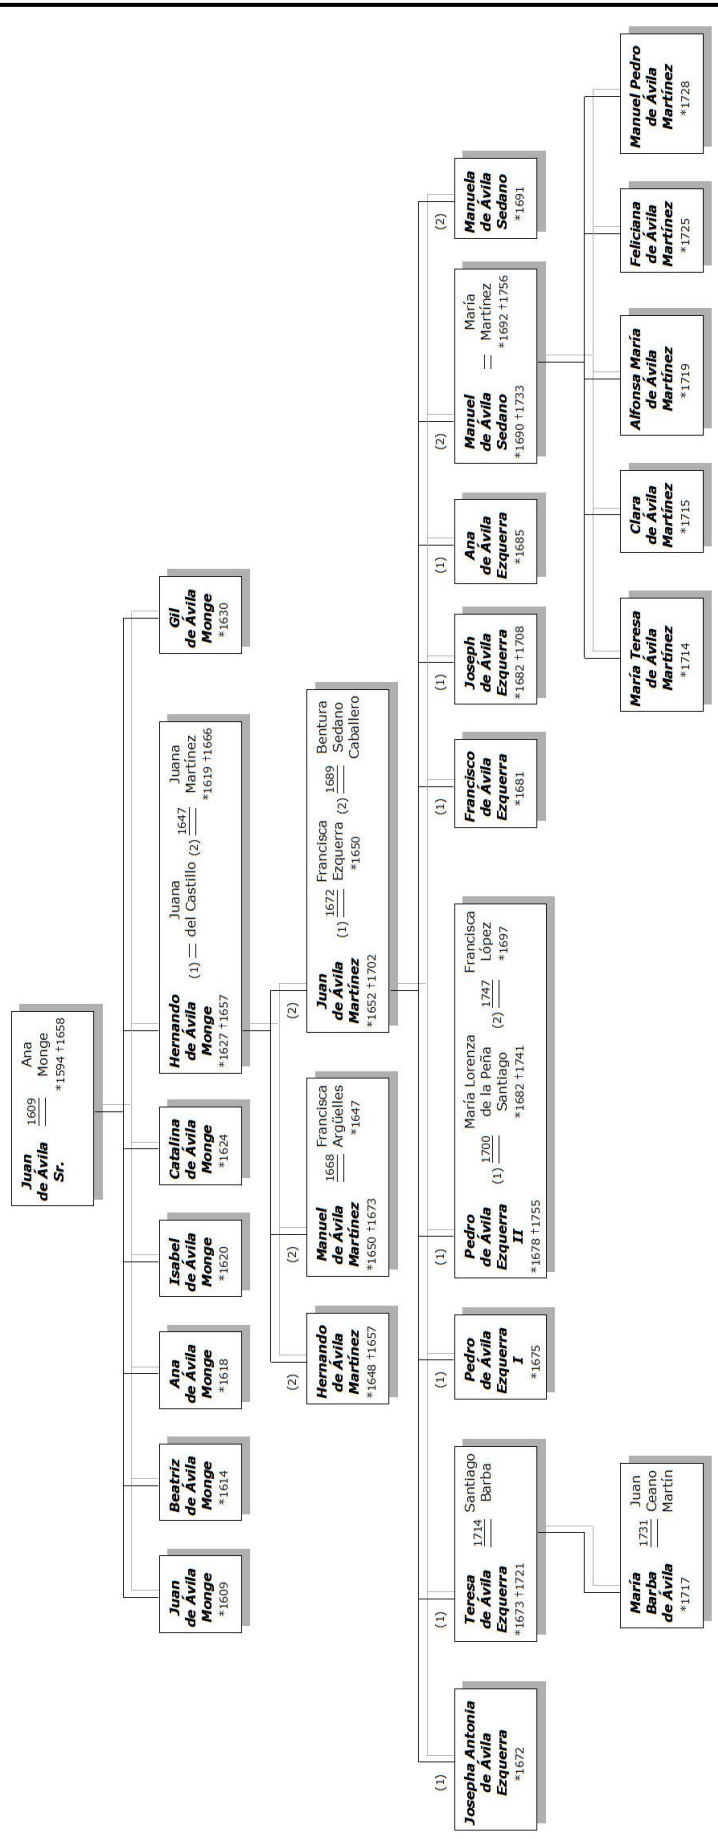 Juan
de Ávila
Sr.
1609
Ana
Monge
*1594 †1658
Juan
de Ávila
Monge
*1609
Beatriz
de Ávila
Monge
*1614
Ana
de Ávila
Monge
*1618
Isabel
de Ávila
Monge
*1620
Catalina
de Ávila
Monge
*1624
Hernando
de Ávila
Monge
*1627 †1657
(1)
Juana
del Castillo
1647
(2)
Juana
Martínez
*1619 †1666
Gil
de Ávila
Monge
*1630
(2)
Hernando
de Ávila
Martínez
*1648 †1657
(2)
Manuel
de Ávila
Martínez
*1650 †1673
1668
Francisca
Argüelles
*1647
(2)
Juan
de Ávila
Martínez
*1652 †1702
1672
(1)
Francisca
Ezquerra
*1650
1689
(2)
Bentura
Sedano
Caballero
(1)
Josepha Antonia
de Ávila
Ezquerra
*1672
(1)
Teresa
de Ávila
Ezquerra
*1673 †1721
1714
Santiago
Barba
(1)
Pedro
de Ávila
Ezquerra
I
*1675
(1)
Pedro
de Ávila
Ezquerra
II
*1678 †1755
1700
(1)
María Lorenza
de la Peña
Santiago
*1682 †1741
1747
(2)
Francisca
López
*1697
(1)
Francisco
de Ávila
Ezquerra
*1681
(1)
Joseph
de Ávila
Ezquerra
*1682 †1708
(1)
Ana
de Ávila
Ezquerra
*1685
(2)
Manuel
de Ávila
Sedano
*1690 †1733
María
Martínez
*1692 †1756
(2)
Manuela
de Ávila
Sedano
*1691
María
Barba
de Ávila
*1717
1731
Juan
Ceano
Martín
María Teresa
de Ávila
Martínez
*1714
Clara
de Ávila
Martínez
*1715
Alfonsa María
de Ávila
Martínez
*1719
Feliciana
de Ávila
Martínez
*1725
Manuel Pedro
de Ávila
Martínez
*1728